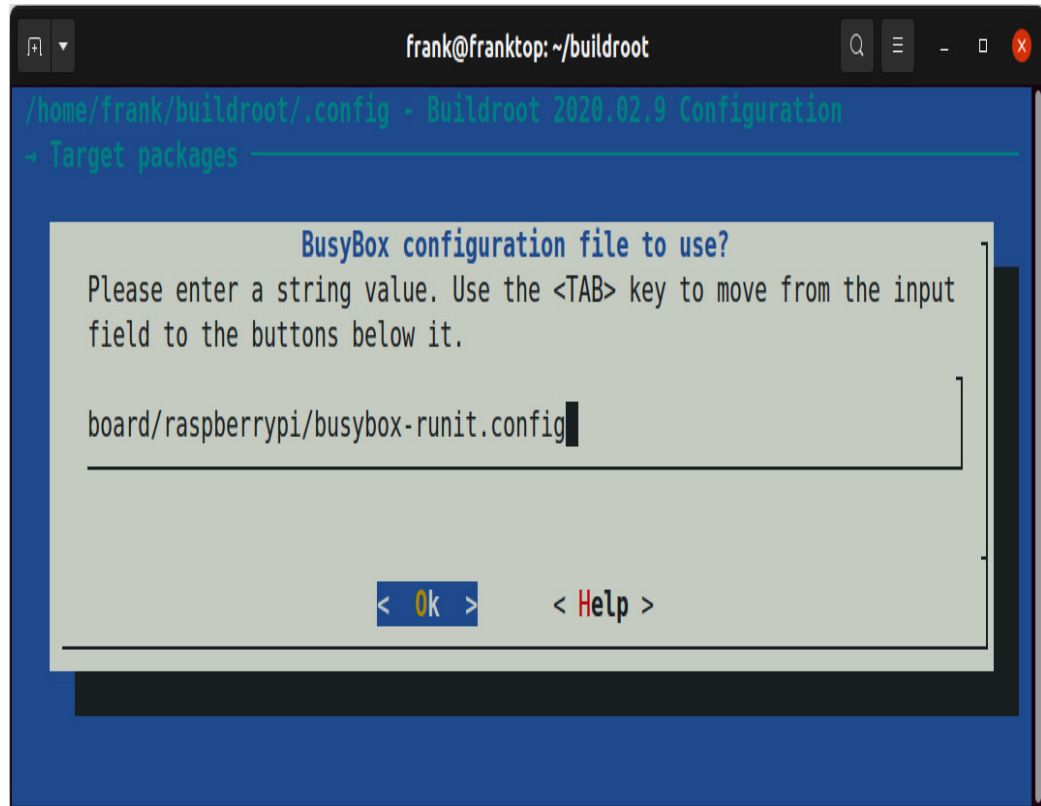 frank@franktop: ~/buildroot
/home/frank/buildroot/.config - Buildroot 2020.02.9 Configuration
→ Target packages
BusyBox configuration file to use?
Please enter a string value. Use the <TAB> key to move from the input
field to the buttons below it.
board/raspberrypi/busybox-runit.config
< Ok > < Help >